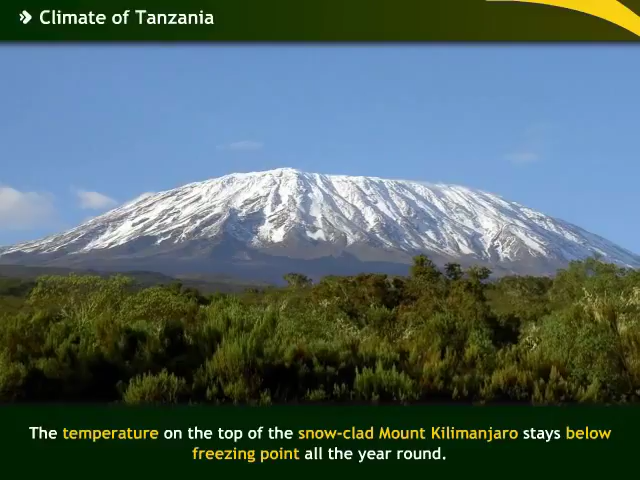 Climate of Tanzania
The temperature on the top of the snow-clad Mount Kilimanjaro stays below
freezing point all the year round.